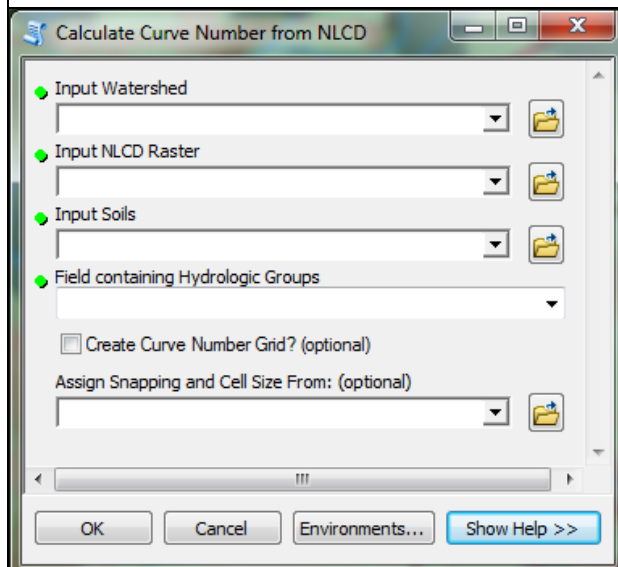 Calculate Curve Number from NLCD
Input Watershed
Input NLCD Raster
Input Soils
Field containing Hydrologic Groups
Create Curve Number Grid? (optional)
Assign Snapping and Cell Size From: (optional)
OK
Cancel
Environments...
Show Help >>